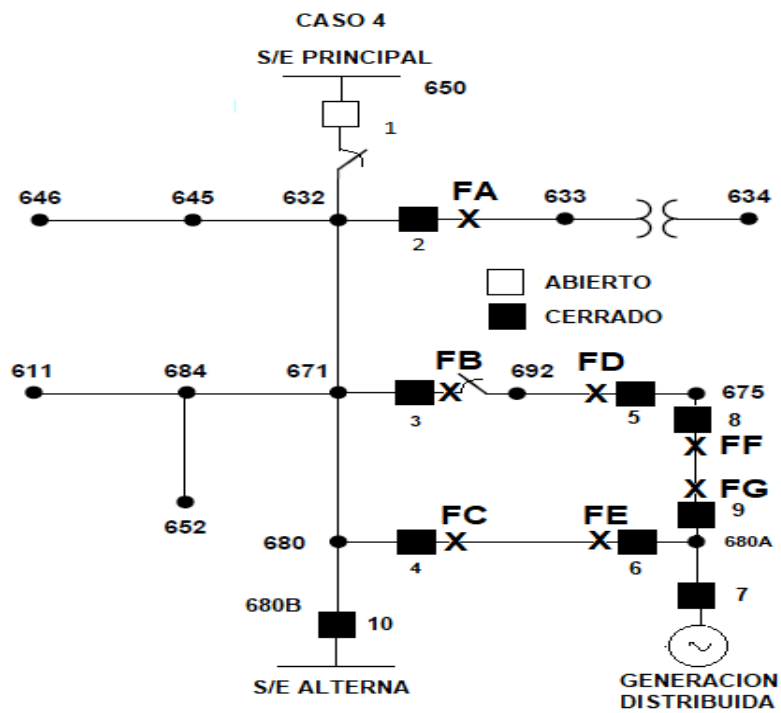 CASO 4
S/E PRINCIPAL
650
1
646 645 632 FA 633 634
2
ABIERTO
CERRADO
611 684 671 FB 692 FD 675
3 5 8
FF
FG
652 FC FE 9
680 680A
4 6
7
680B
10
S/E ALTERNA
GENERACION
DISTRIBUIDA